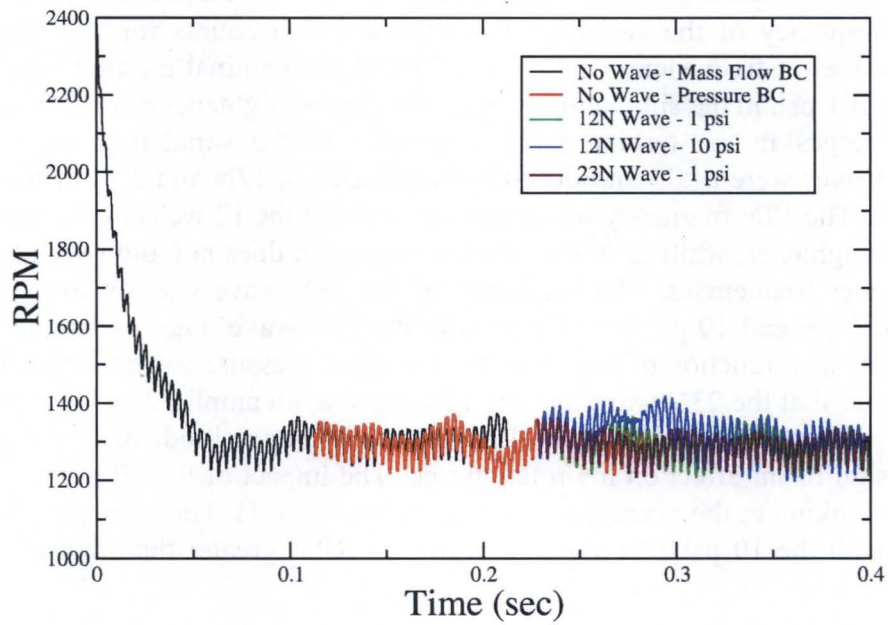 2400
2200
2000
1800
1600
1400
1200
1000
RPM
No Wave - Mass Flow BC
No Wave - Pressure BC
12N Wave - 1 psi
12N Wave- 10 psi
23N Wave - 1 psi
0
0.1
0.2
0.3
0.4
Time (sec)